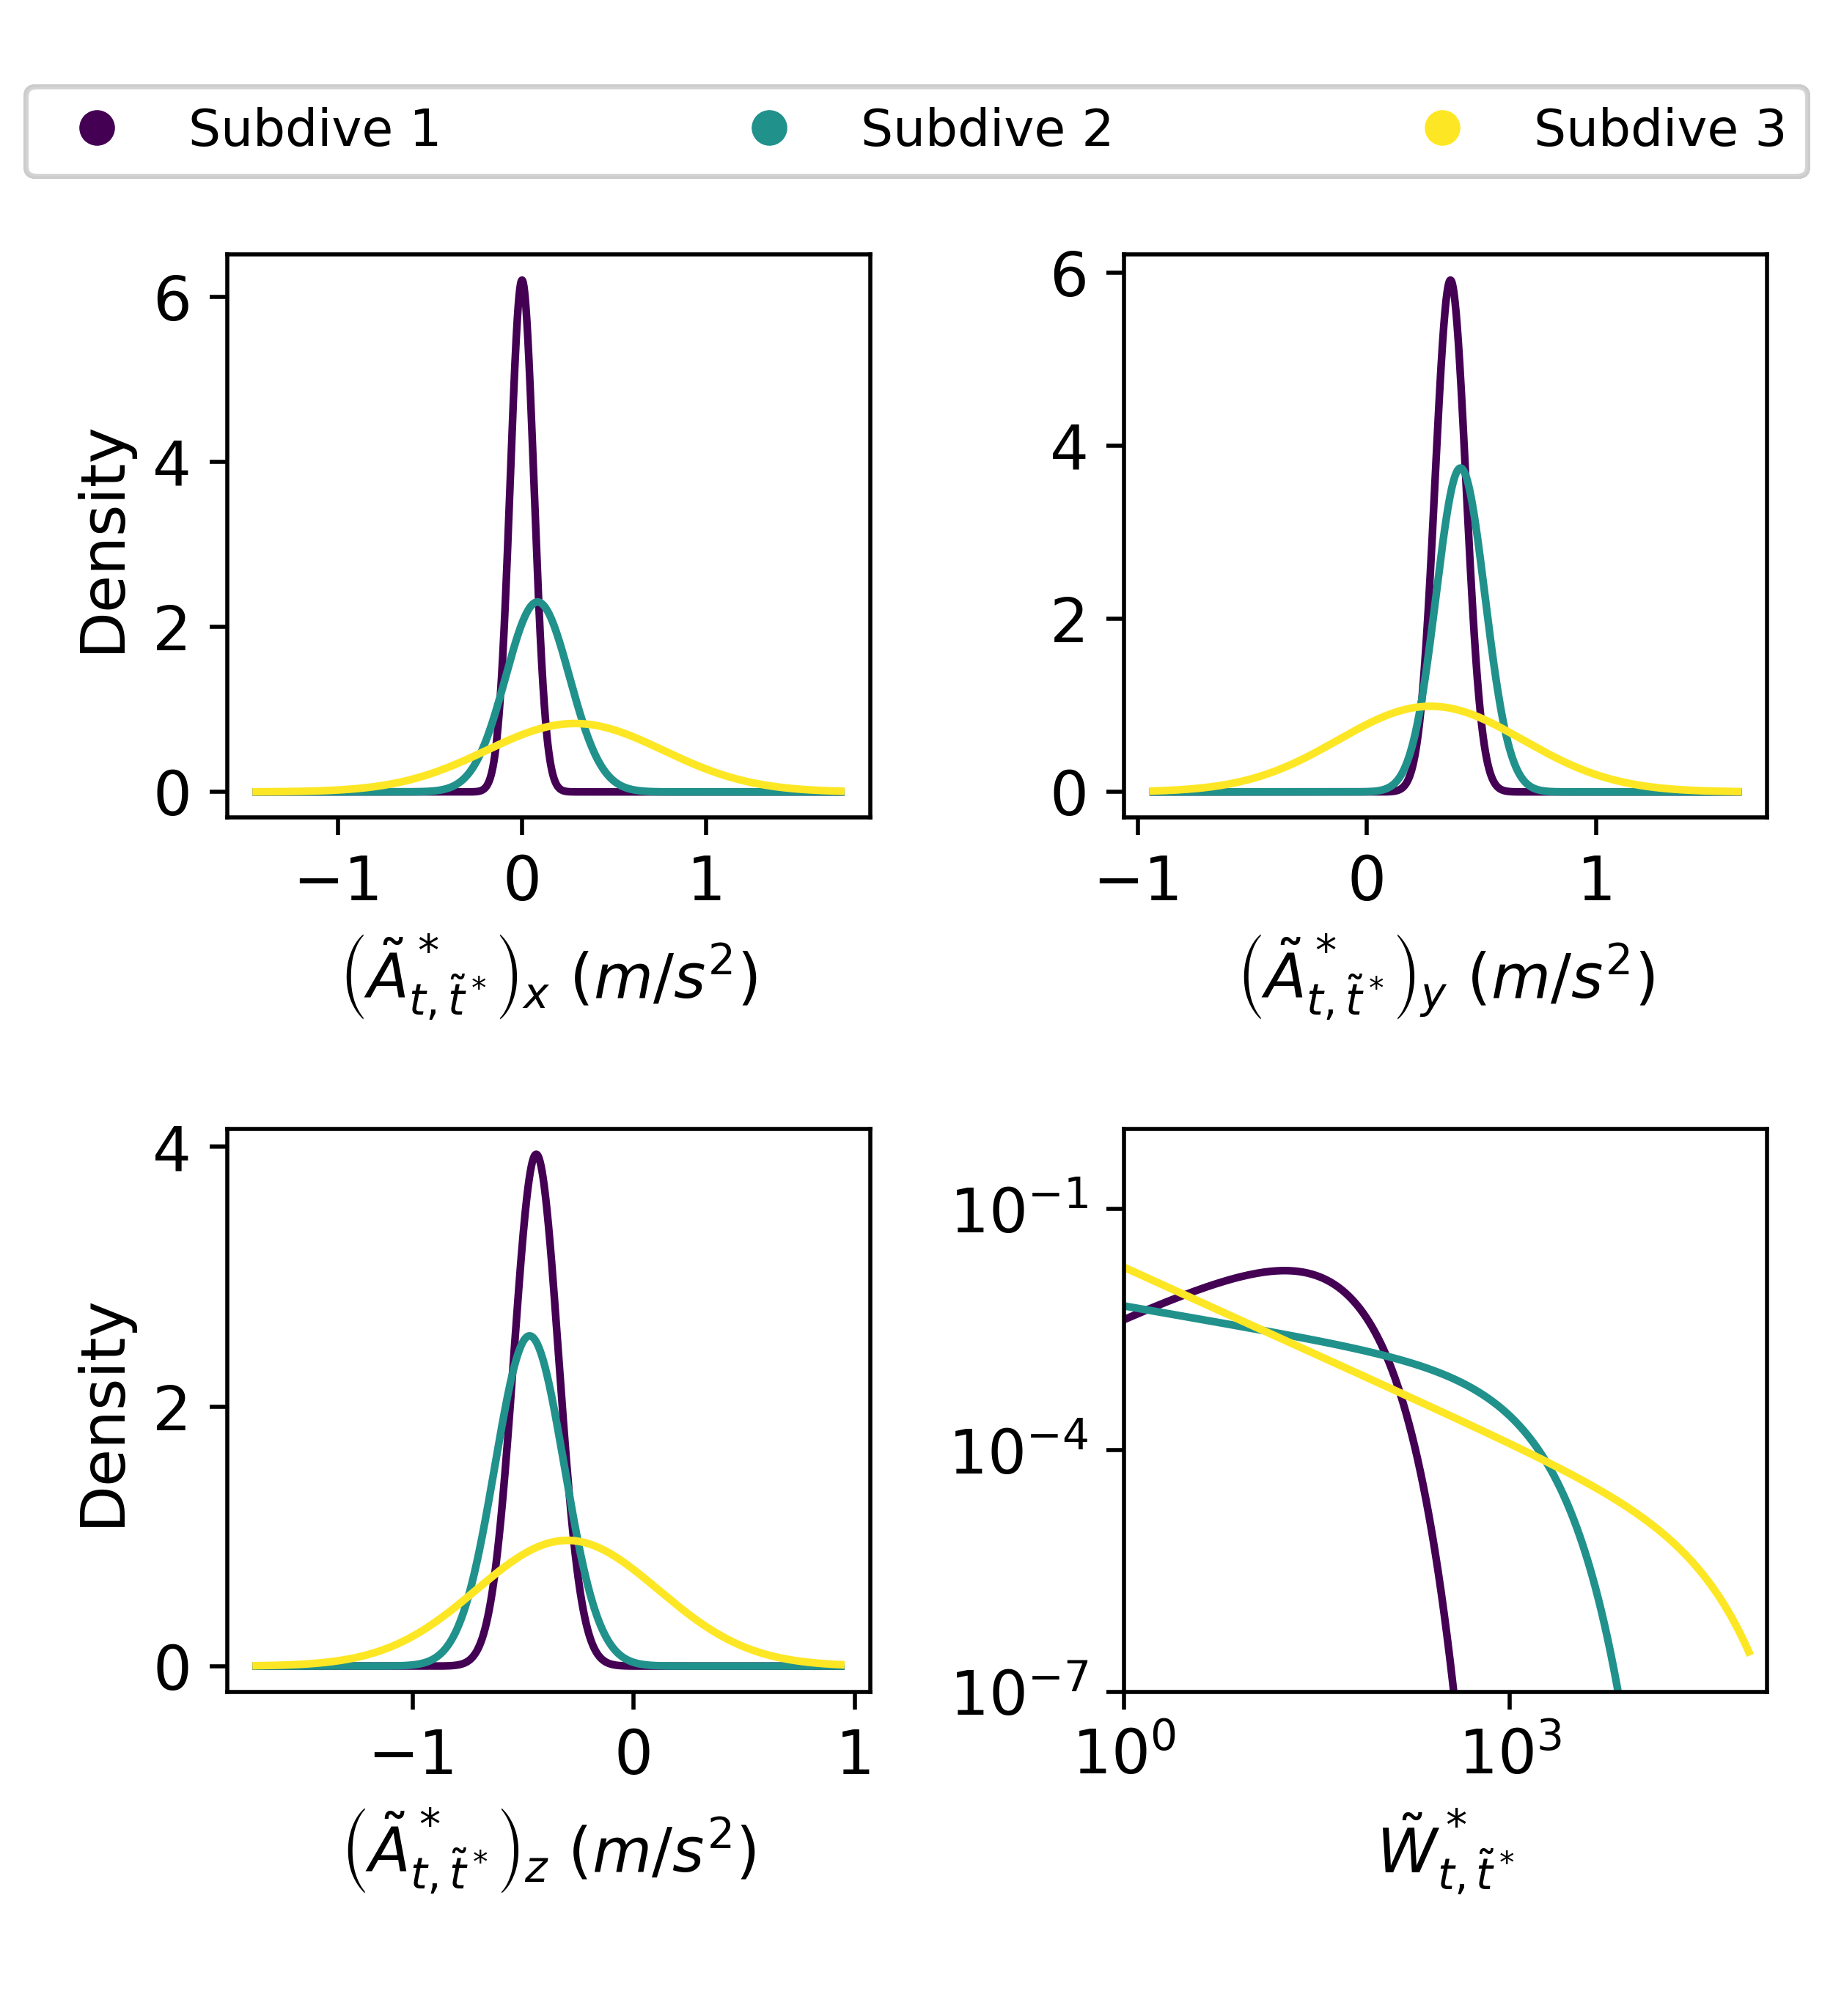 Subdive 1 Subdive 2 Subdive 3
6
4
2
0
Density
−1 0 1
(Ã*ₜ,ₜ̃*)ₓ (m/s²)
6
4
2
0
−1 0 1
(Ã*ₜ,ₜ̃*)y (m/s²)
4
2
0
Density
−1 0 1
(Ã*ₜ,ₜ̃*)z (m/s²)
10⁻¹
10⁻⁴
10⁻⁷
10⁰ 10³
W̃*ₜ,ₜ̃*